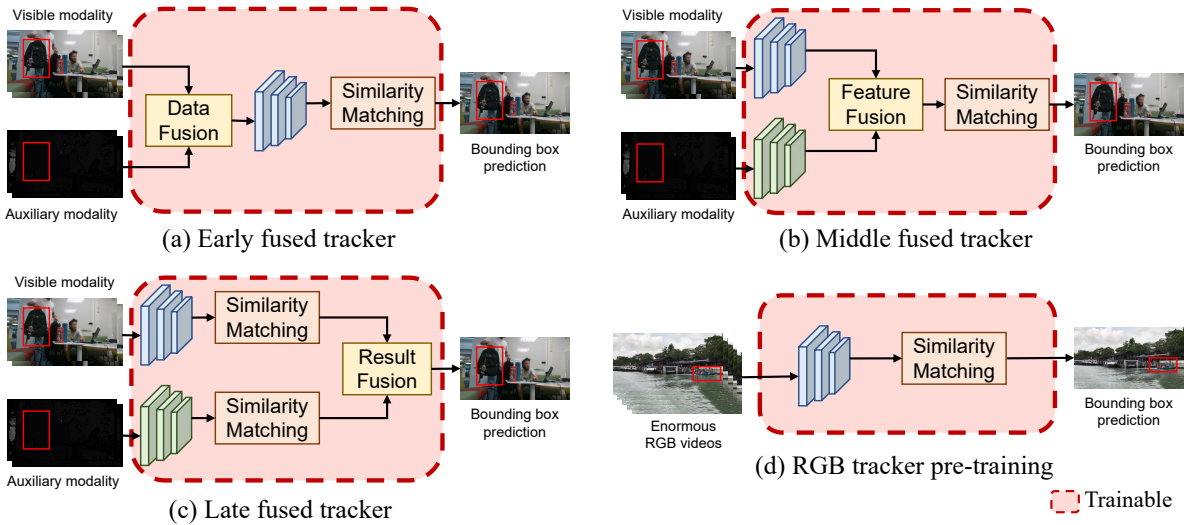 Visible modality
Data
Fusion
Similarity
Matching
Bounding box
prediction
Auxiliary modality
(a) Early fused tracker
Visible modality
Feature
Fusion
Similarity
Matching
Bounding box
prediction
Auxiliary modality
(b) Middle fused tracker
Visible modality
Similarity
Matching
Result
Fusion
Similarity
Matching
Bounding box
prediction
Auxiliary modality
(c) Late fused tracker
Similarity
Matching
Enormous
RGB videos
Bounding box
prediction
(d) RGB tracker pre-training
Trainable